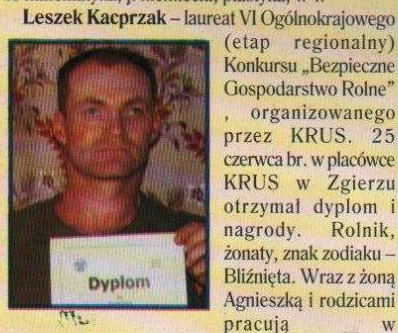 Leszek Kacprzak – laureat VI Ogólnokrajowego
(etap regionalny)
Konkursu „Bezpieczne
Gospodarstwo Rolne”
, organizowanego
przez KRUS. 25
czerwca br. w placówce
KRUS w Zgierzu
otrzymał dyplom i
nagrody. Rolnik,
żonaty, znak zodiaku –
Bliźnięta. Wraz z żoną
Agnieszką i rodzicami
pracują w
Dyplom